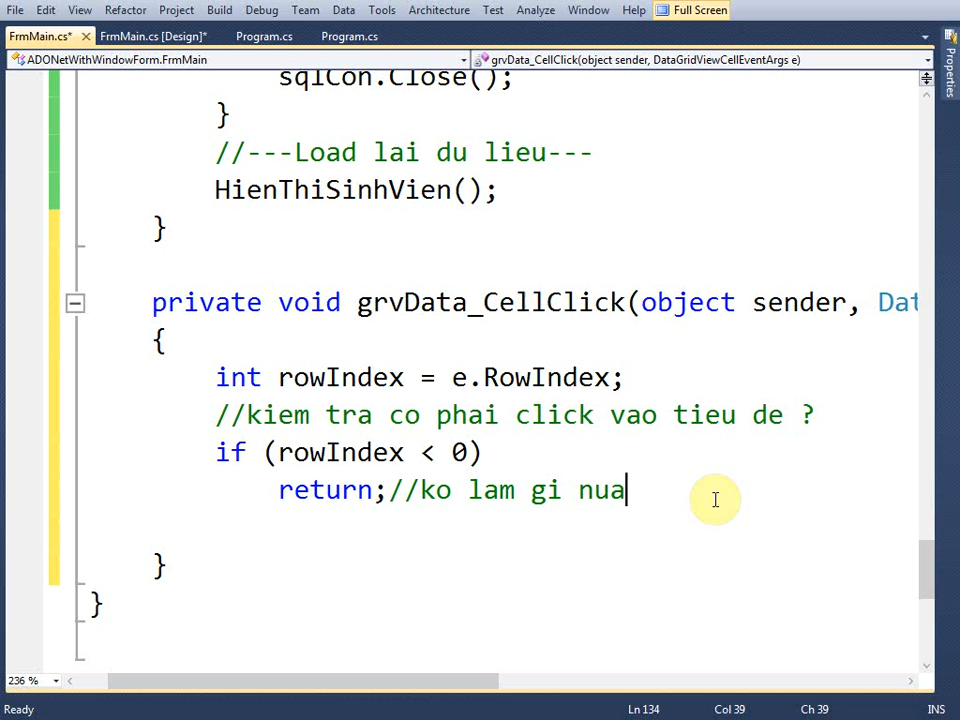 File Edit View Refactor Project Build Debug Team Data Tools Architecture Test Analyze Window Help Full Screen
FrmMain.cs* FrmMain.cs [Design]* Program.cs Program.cs
ADONetWithWindowForm.FrmMain grvData_CellClick(object sender, DataGridViewCellEventArgs e)
Properties
sqlCon.Close();
}
//---Load lai du lieu---
HienThiSinhVien();
}
private void grvData_CellClick(object sender, Dat
{
int rowIndex = e.RowIndex;
//kiem tra co phai click vao tieu de ?
if (rowIndex < 0)
return;//ko lam gi nua
}
}
236 %
Ready Ln 134 Col 39 Ch 39 INS